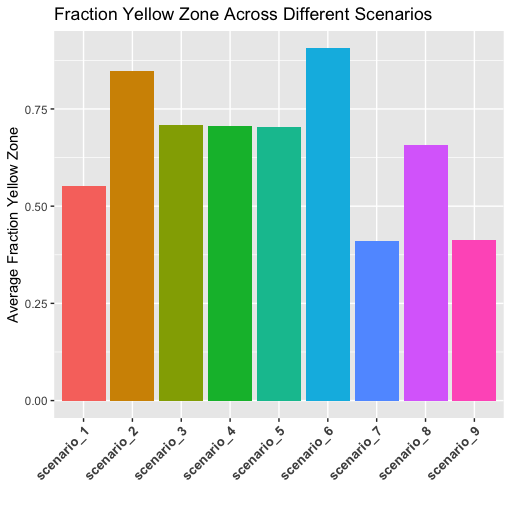 Fraction Yellow Zone Across Different Scenarios
Average Fraction Yellow Zone
0.75
0.50
0.25
0.00
scenario_1
scenario_2
scenario_3
scenario_4
scenario_5
scenario_6
scenario_7
scenario_8
scenario_9